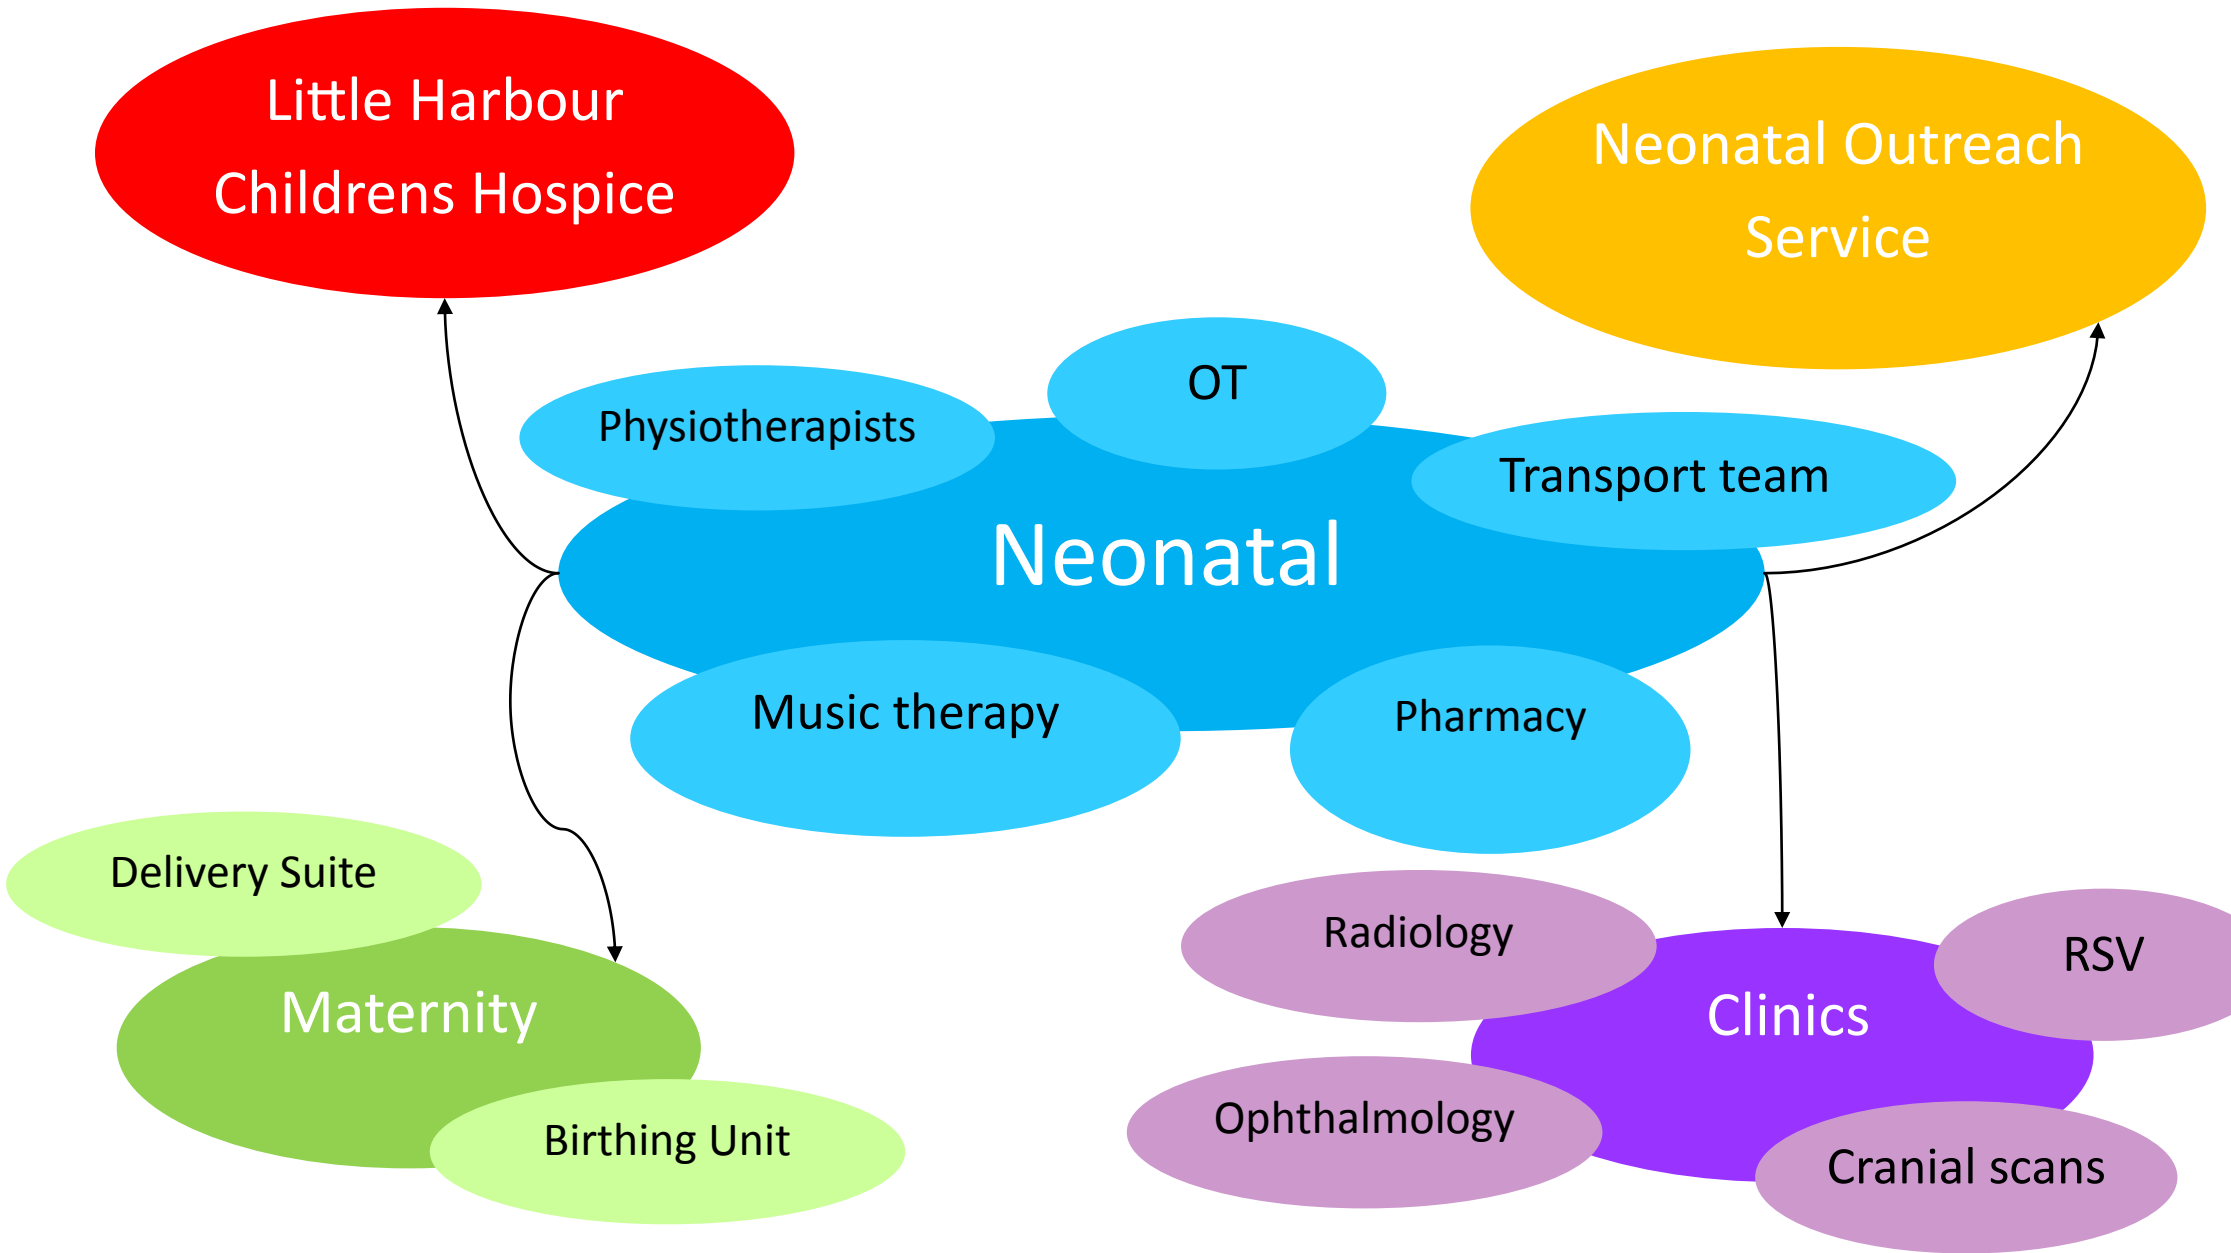 Little Harbour
Childrens Hospice
Neonatal Outreach
Service
OT
Physiotherapists
Transport team
Neonatal
Music therapy
Pharmacy
Delivery Suite
Maternity
Birthing Unit
Radiology
RSV
Clinics
Ophthalmology
Cranial scans